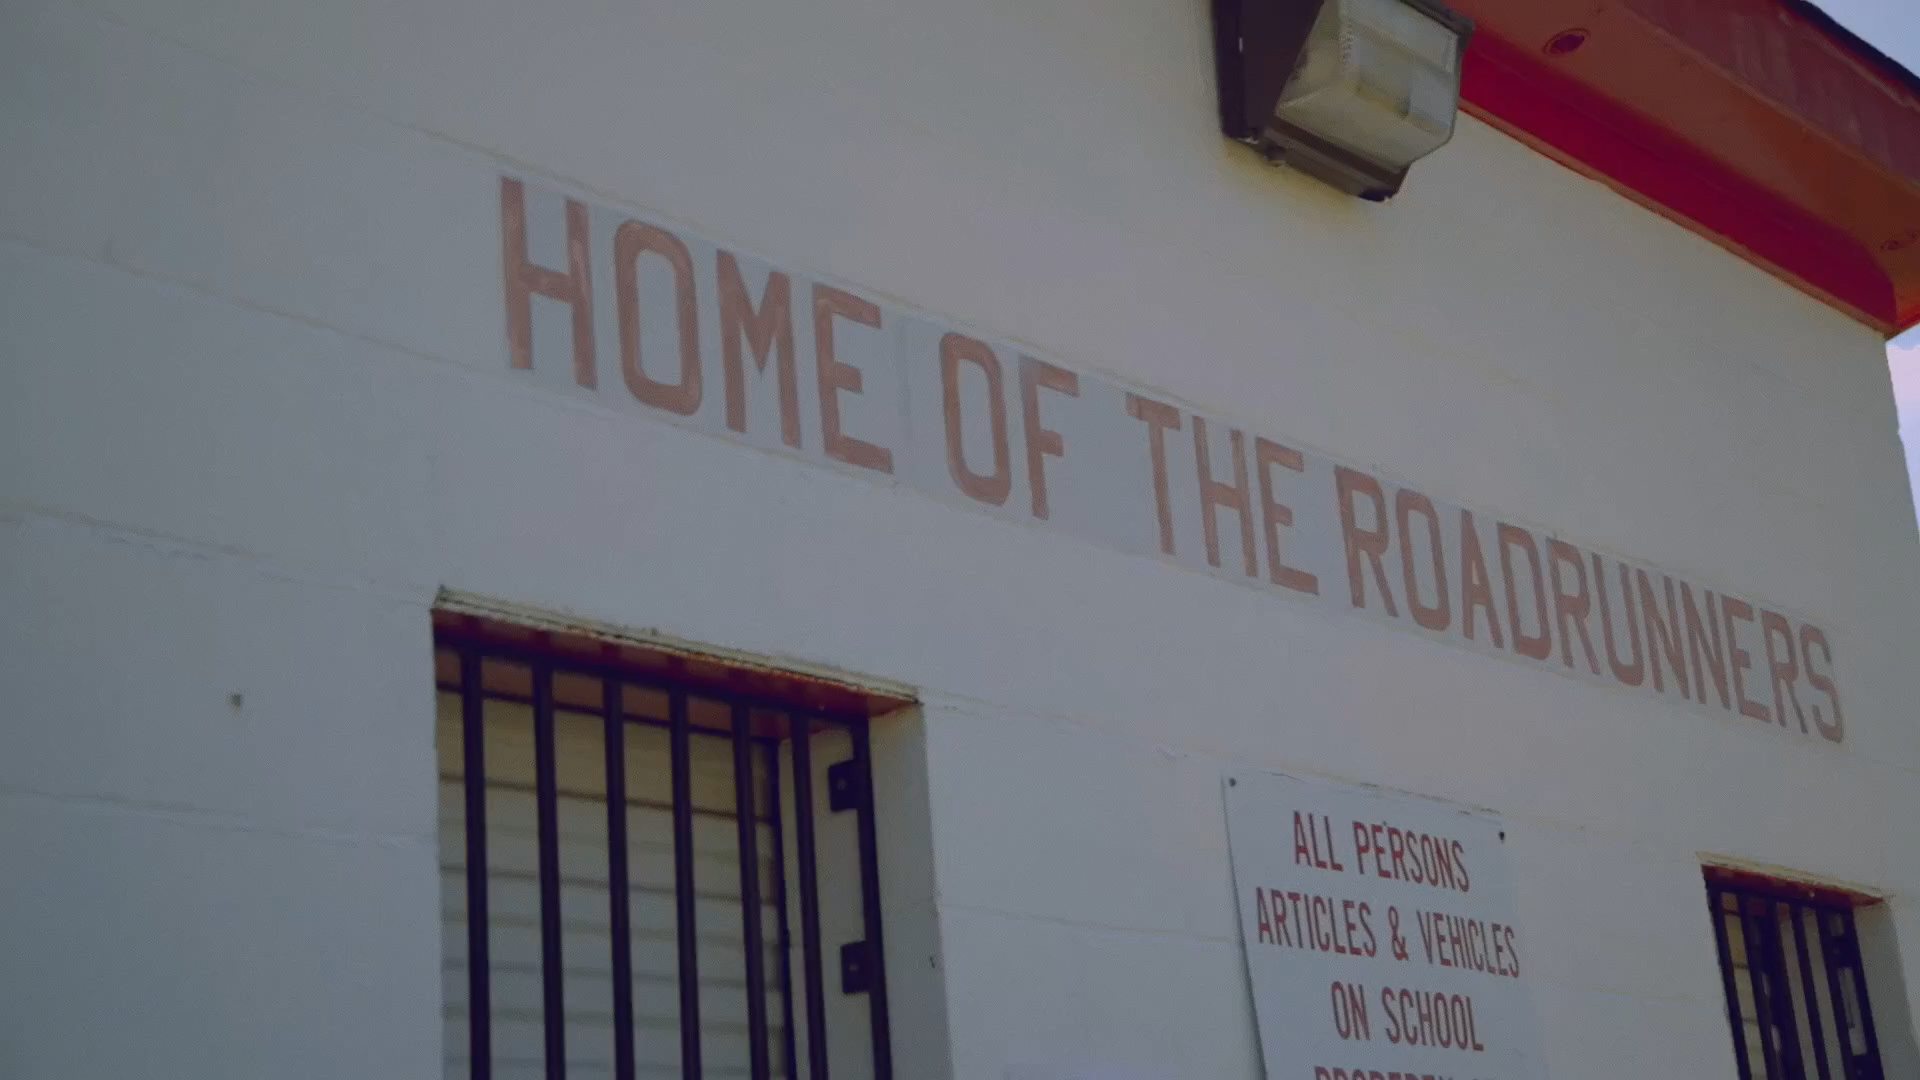 HOME OF THE ROADRUNNERS
ALL PERSONS
ARTICLES & VEHICLES
ON SCHOOL